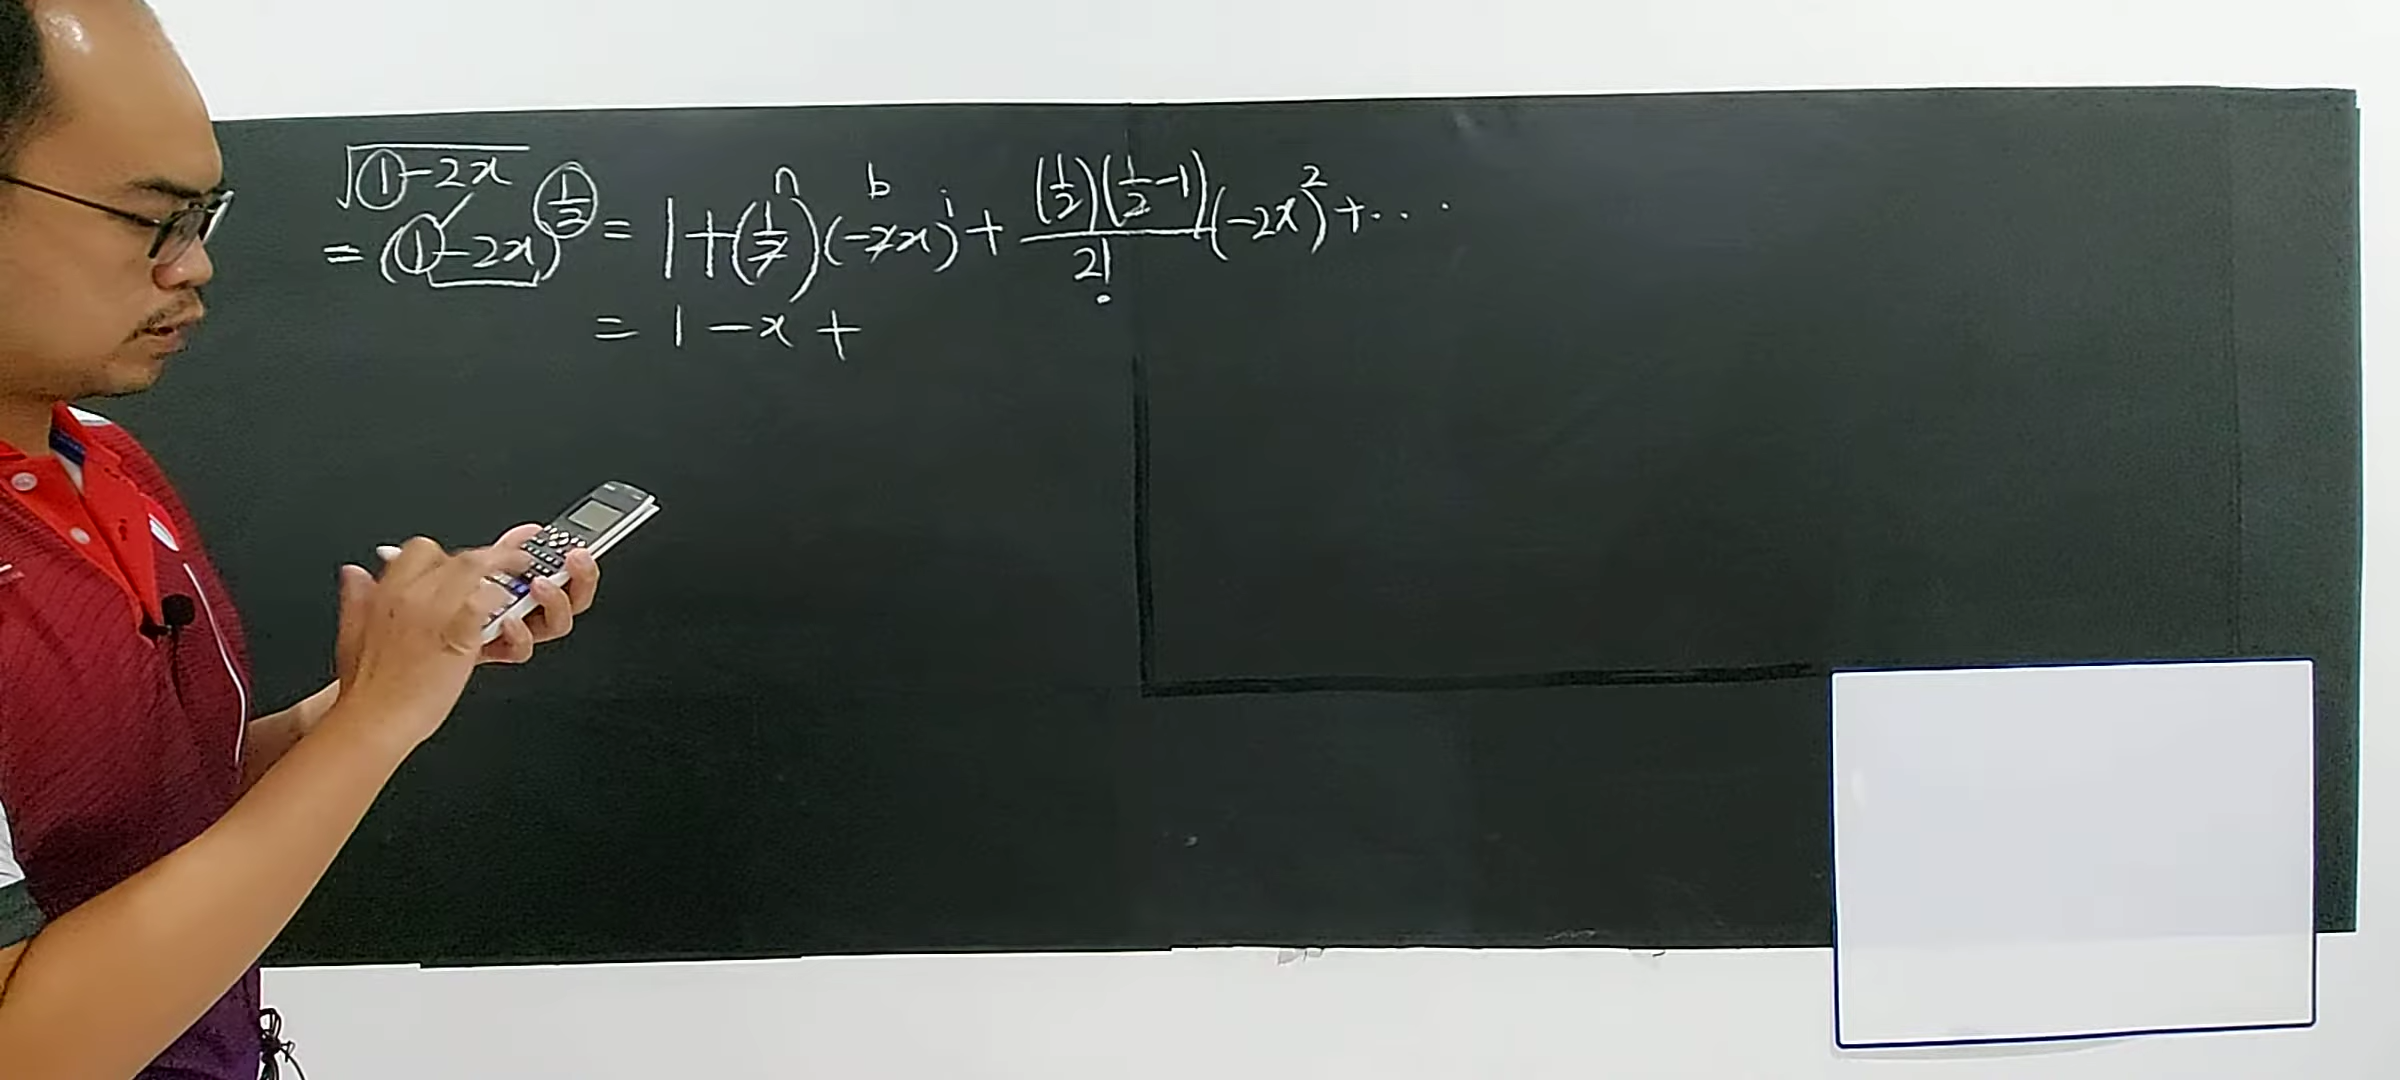 √(1-2x)
= (1-2x)^(1/2) = 1 + (1/2)(-2x)^1 + (1/2)(1/2-1)/2! (-2x)^2 + ...
n b
= 1 - x +